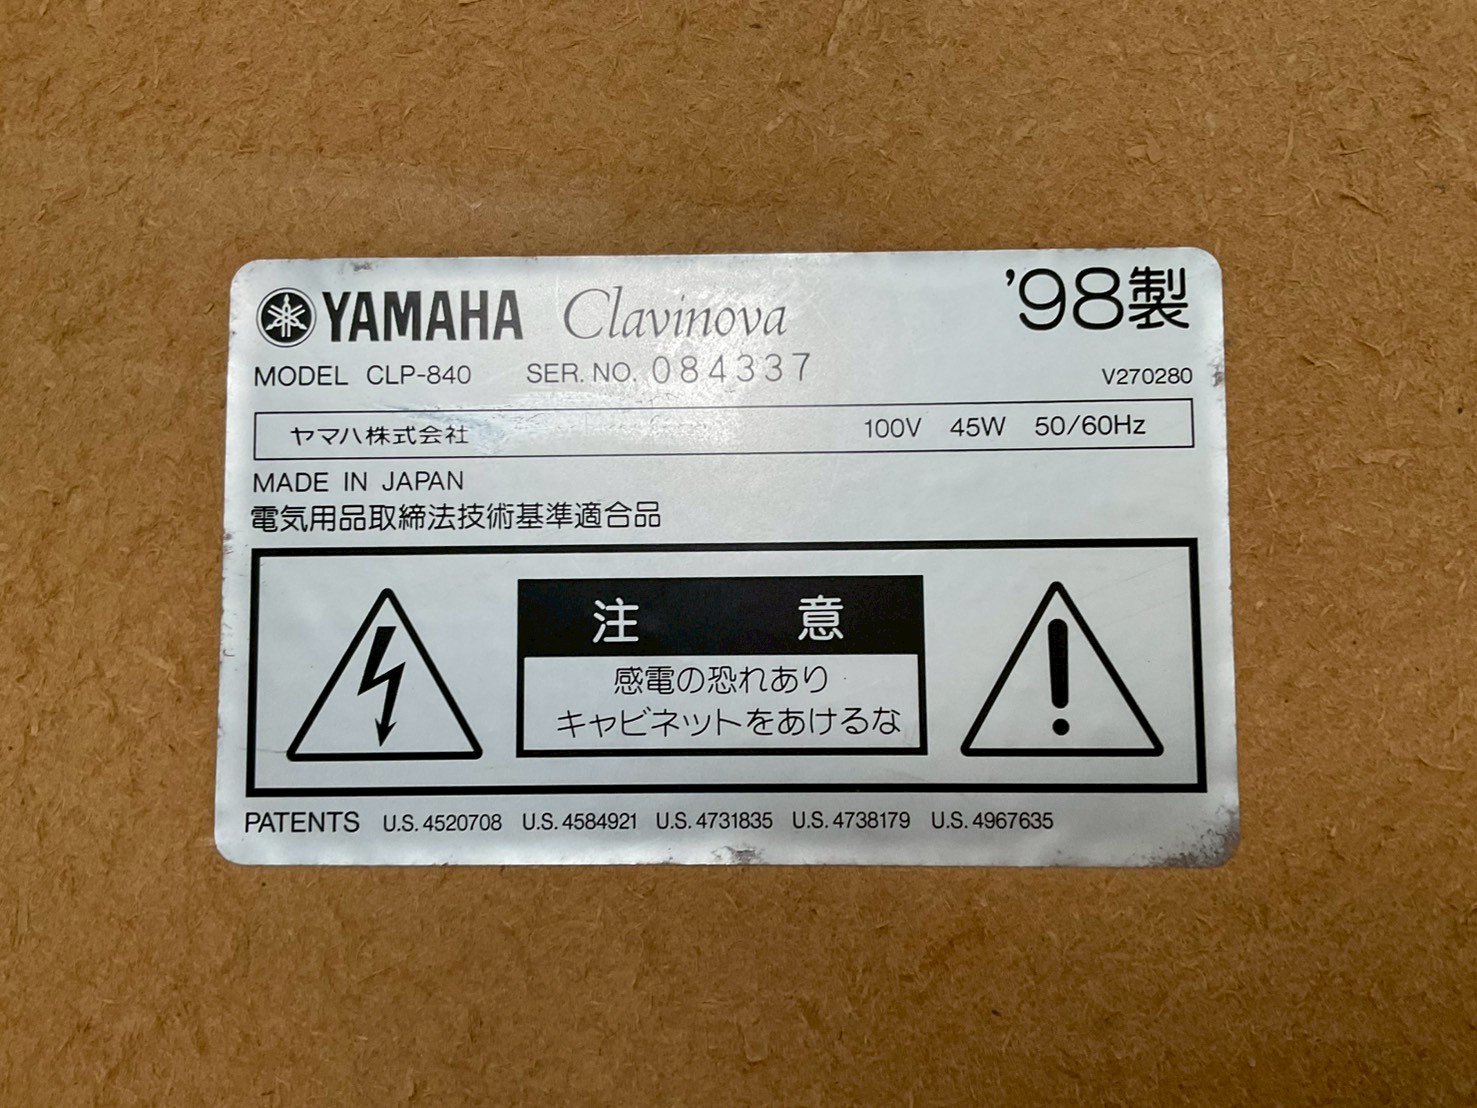 YAMAHA Clavinova '98製
MODEL CLP-840 SER. NO. 084337 V270280
ヤマハ株式会社 100V 45W 50/60Hz
MADE IN JAPAN
電気用品取締法技術基準適合品
注意
感電の恐れあり
キャビネットをあけるな
PATENTS U.S. 4520708 U.S. 4584921 U.S. 4731835 U.S. 4738179 U.S. 4967635